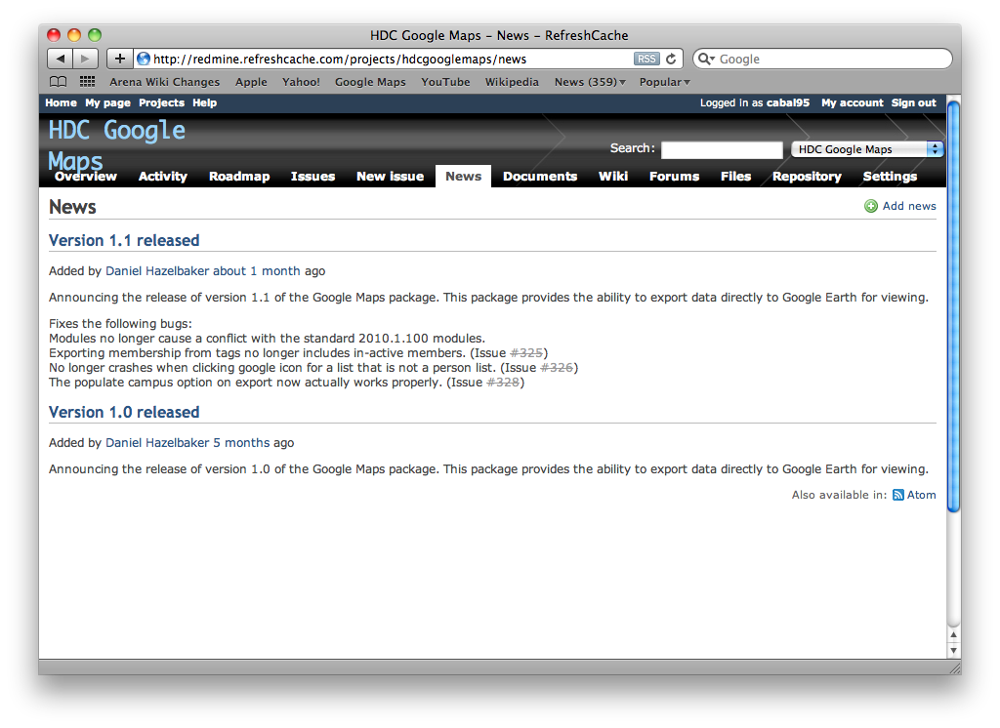 HDC Google Maps – News – RefreshCache
http://redmine.refreshcache.com/projects/hdcgooglemaps/news RSS Google
Arena Wiki Changes Apple Yahoo! Google Maps YouTube Wikipedia News (359) Popular
Home My page Projects Help Logged in as cabal95 My account Sign out
HDC Google
Maps
Search: HDC Google Maps
Overview Activity Roadmap Issues New issue News Documents Wiki Forums Files Repository Settings
News Add news
Version 1.1 released
Added by Daniel Hazelbaker about 1 month ago
Announcing the release of version 1.1 of the Google Maps package. This package provides the ability to export data directly to Google Earth for viewing.
Fixes the following bugs:
Modules no longer cause a conflict with the standard 2010.1.100 modules.
Exporting membership from tags no longer includes in-active members. (Issue #325)
No longer crashes when clicking google icon for a list that is not a person list. (Issue #326)
The populate campus option on export now actually works properly. (Issue #328)
Version 1.0 released
Added by Daniel Hazelbaker 5 months ago
Announcing the release of version 1.0 of the Google Maps package. This package provides the ability to export data directly to Google Earth for viewing.
Also available in: Atom